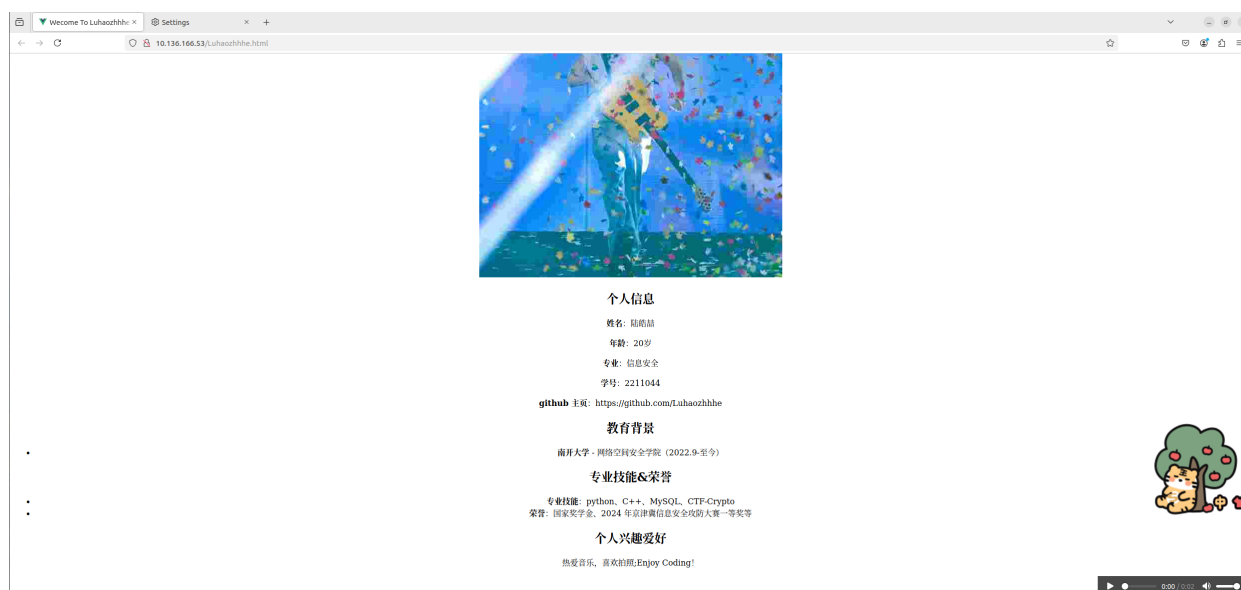 Wecome To Luhaozhhhe
Settings
10.136.166.53/Luhaozhhhe.html
个人信息
姓名：陆皓喆
年龄：20岁
专业：信息安全
学号：2211044
github 主页：https://github.com/Luhaozhhhe
教育背景
南开大学 - 网络空间安全学院（2022.9-至今）
专业技能&荣誉
专业技能：python、C++、MySQL、CTF-Crypto
荣誉：国家奖学金、2024 年京津冀信息安全攻防大赛一等奖等
个人兴趣爱好
热爱音乐，喜欢拍照;Enjoy Coding！
0:00 / 0:02